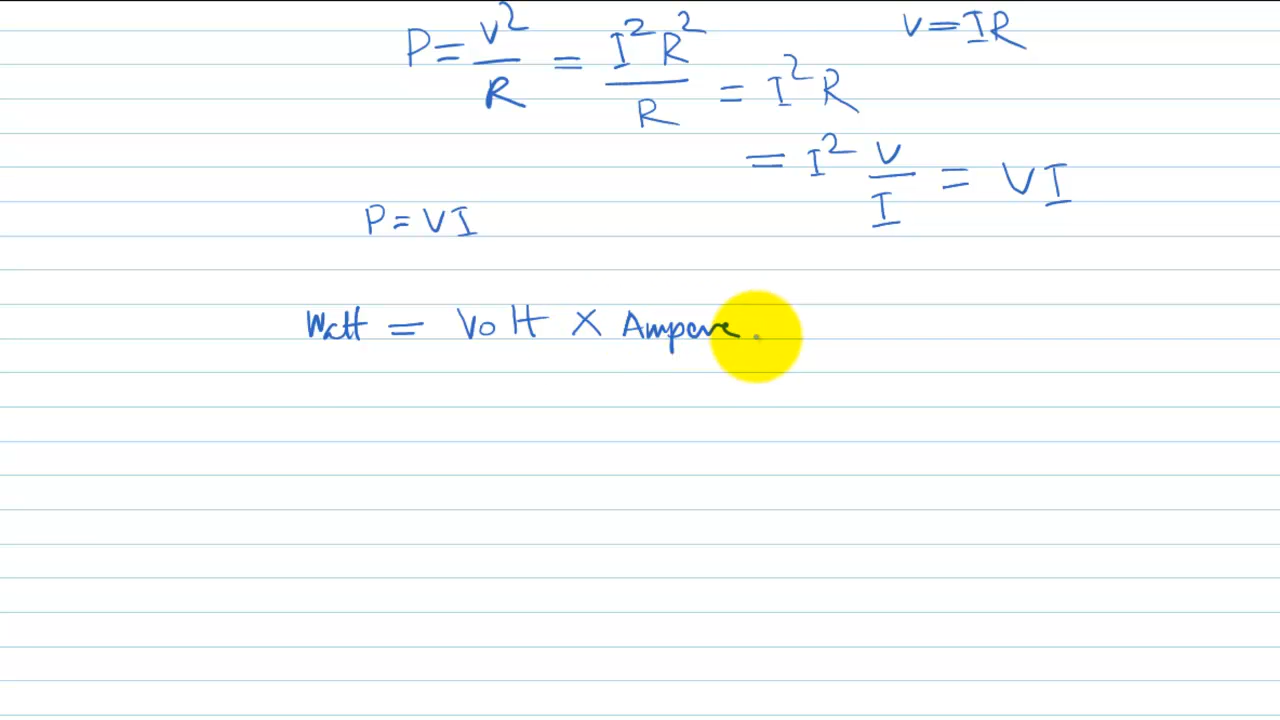 P = V²/R = I²R²/R = I²R
V = IR
= I² V/I = VI
P = VI
Watt = Volt × Ampere.